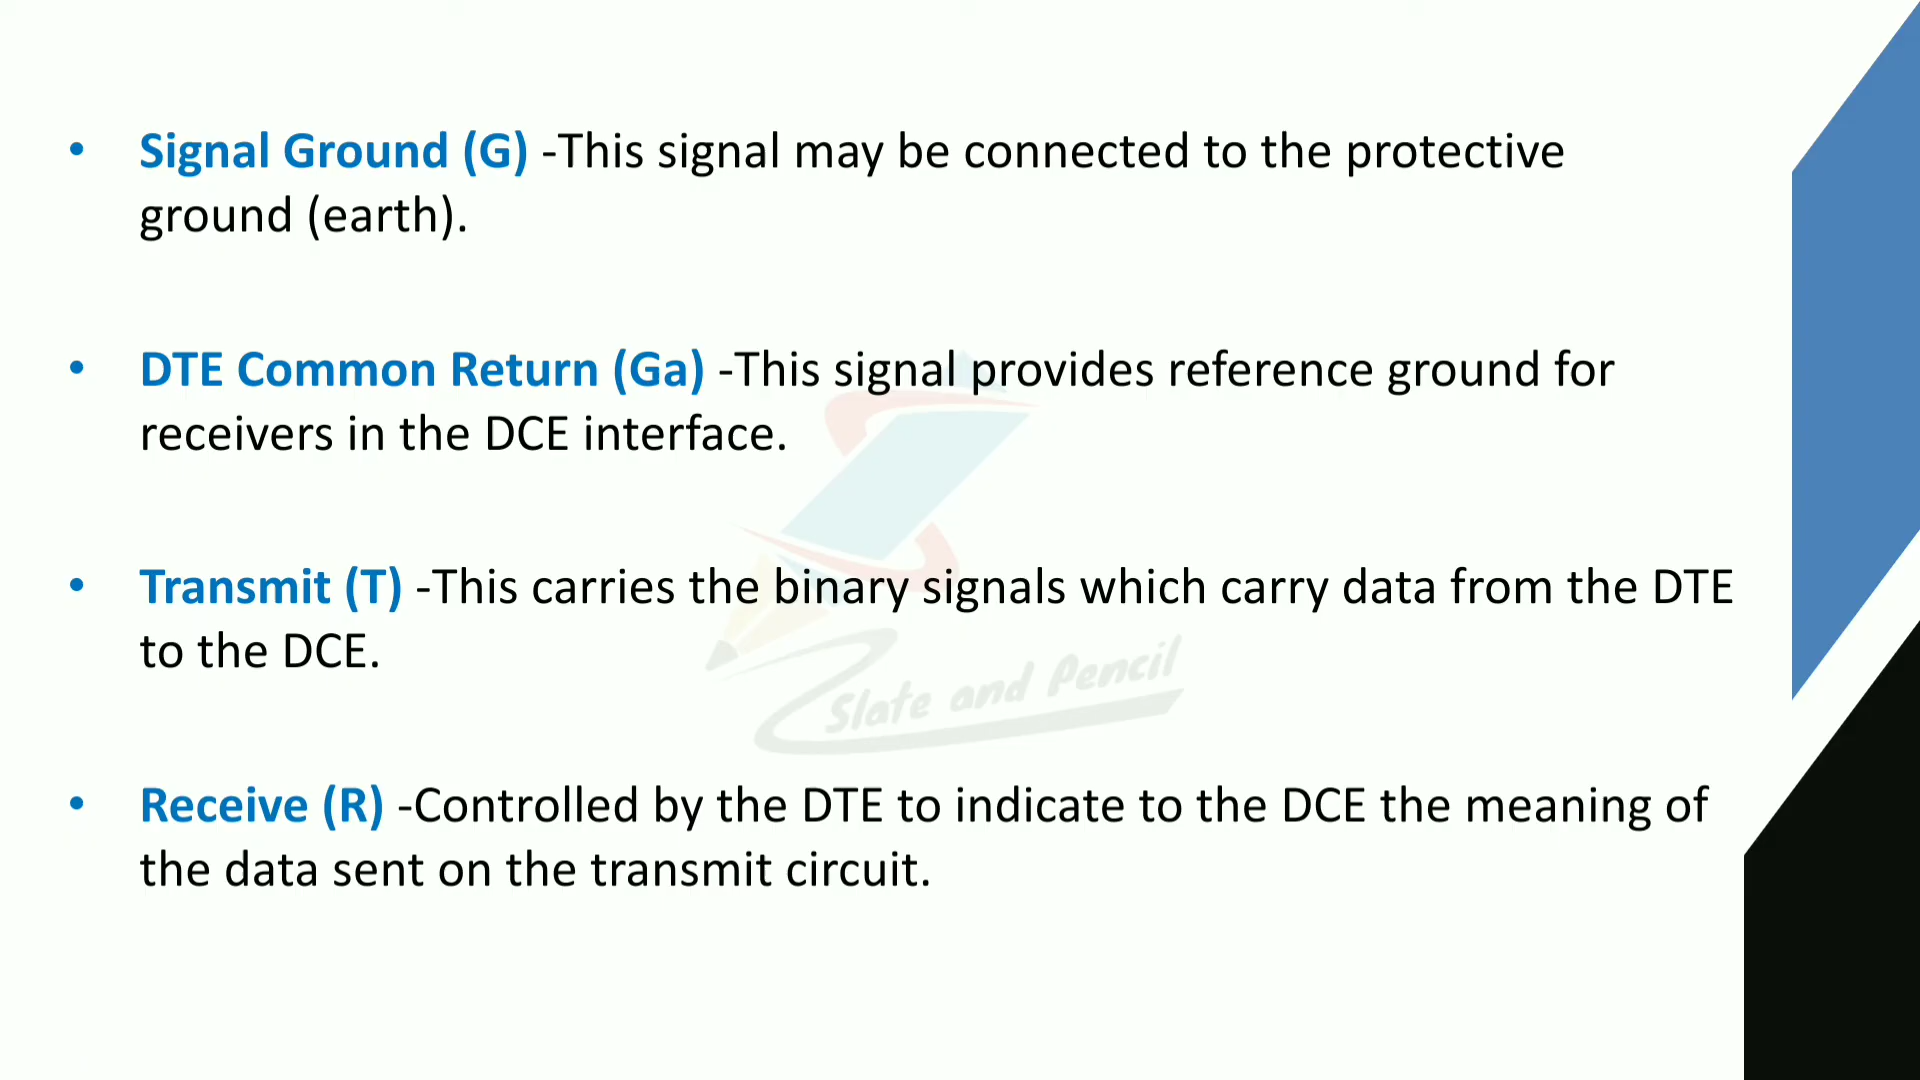 • Signal Ground (G) -This signal may be connected to the protective
ground (earth).
• DTE Common Return (Ga) -This signal provides reference ground for
receivers in the DCE interface.
• Transmit (T) -This carries the binary signals which carry data from the DTE
to the DCE.
Slate and Pencil
• Receive (R) -Controlled by the DTE to indicate to the DCE the meaning of
the data sent on the transmit circuit.